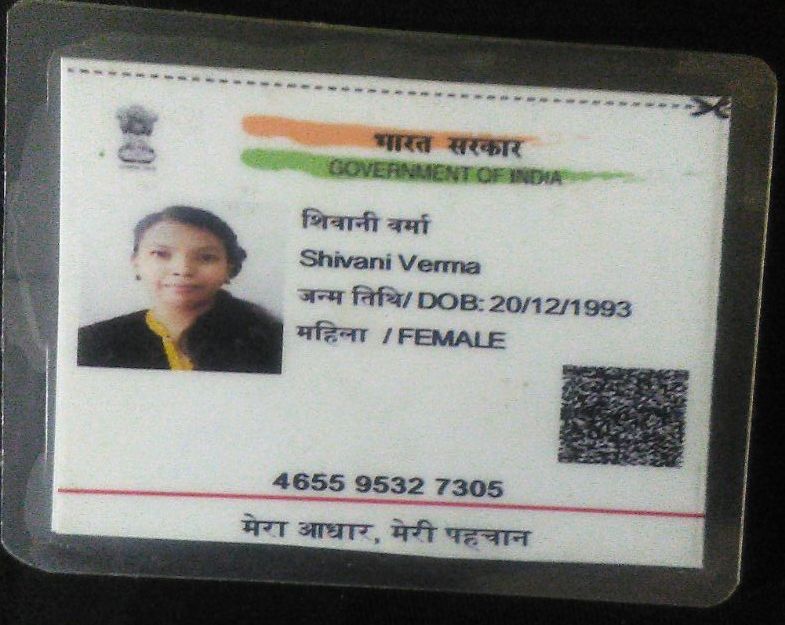 भारत सरकार
GOVERNMENT OF INDIA
शिवानी वर्मा
Shivani Verma
जन्म तिथि/ DOB: 20/12/1993
महिला / FEMALE
4655 9532 7305
मेरा आधार, मेरी पहचान